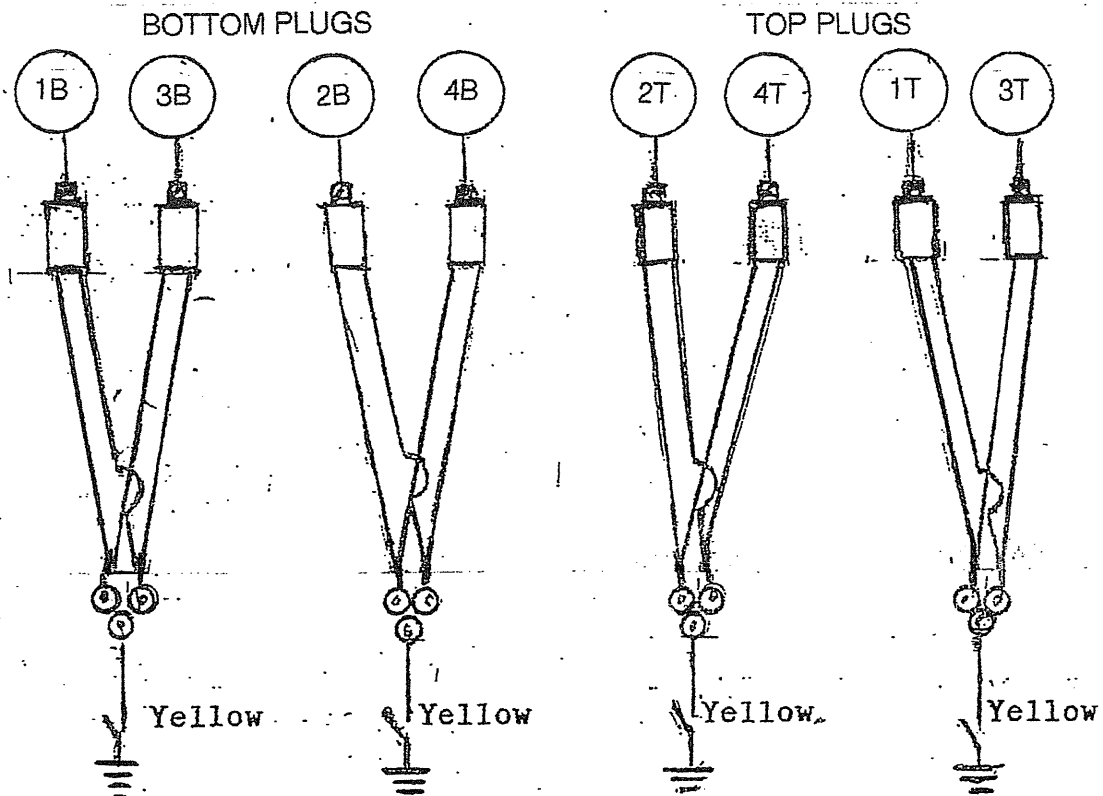 BOTTOM PLUGS TOP PLUGS
1B 3B 2B 4B 2T 4T 1T 3T
Yellow Yellow Yellow Yellow